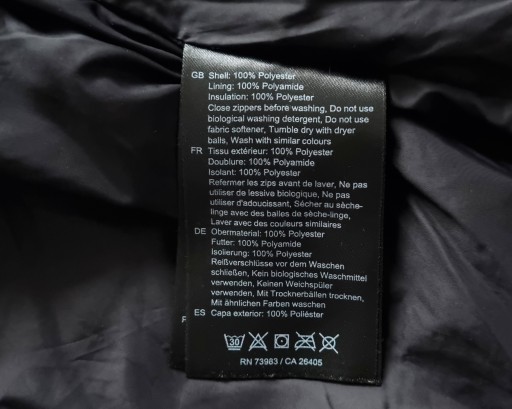 GB Shell: 100% Polyester
Lining: 100% Polyamide
Insulation: 100% Polyester
Close zippers before washing, Do not use
biological washing detergent, Do not use
fabric softener, Tumble dry with dryer
balls, Wash with similar colours
FR Tissu extérieur: 100% Polyester
Doublure: 100% Polyamide
Isolant: 100% Polyester
Refermer les zips avant de laver, Ne pas
utiliser de lessive biologique, Ne pas
utiliser d'adoucissant, Sécher au sèche-
linge avec des balles de sèche-linge,
Laver avec des couleurs similaires
DE Obermaterial: 100% Polyester
Futter: 100% Polyamide
Isolierung: 100% Polyester
Reißverschlüsse vor dem Waschen
schließen, Kein biologisches Waschmittel
verwenden, Keinen Weichspüler
verwenden, Mit Trocknerbällen trocknen,
Mit ähnlichen Farben waschen
ES Capa exterior: 100% Poliéster
30
RN 73983 / CA 26405